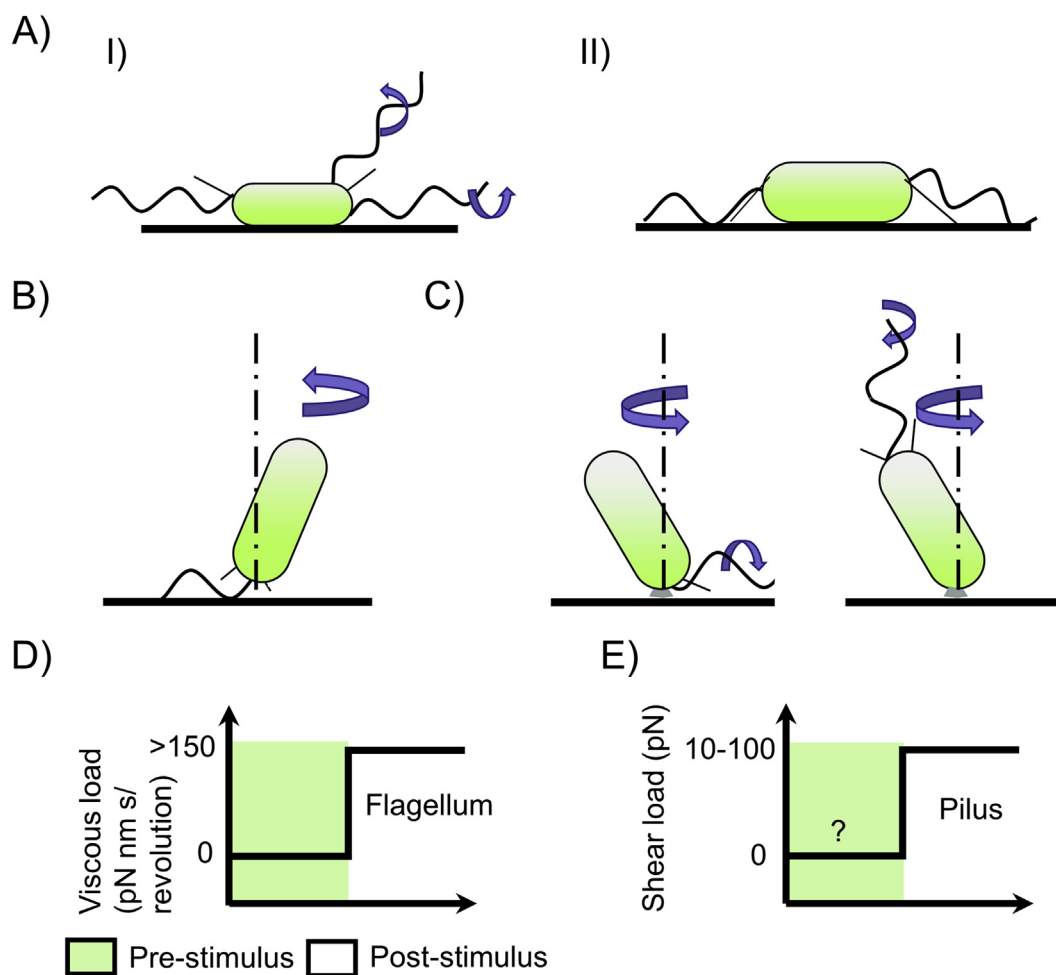 A)
I)
II)
B)
C)
D)
E)
Viscous load
(pN nm s/
revolution)
>150
0
Flagellum
Shear load (pN)
10-100
0
?
Pilus
Pre-stimulus
Post-stimulus